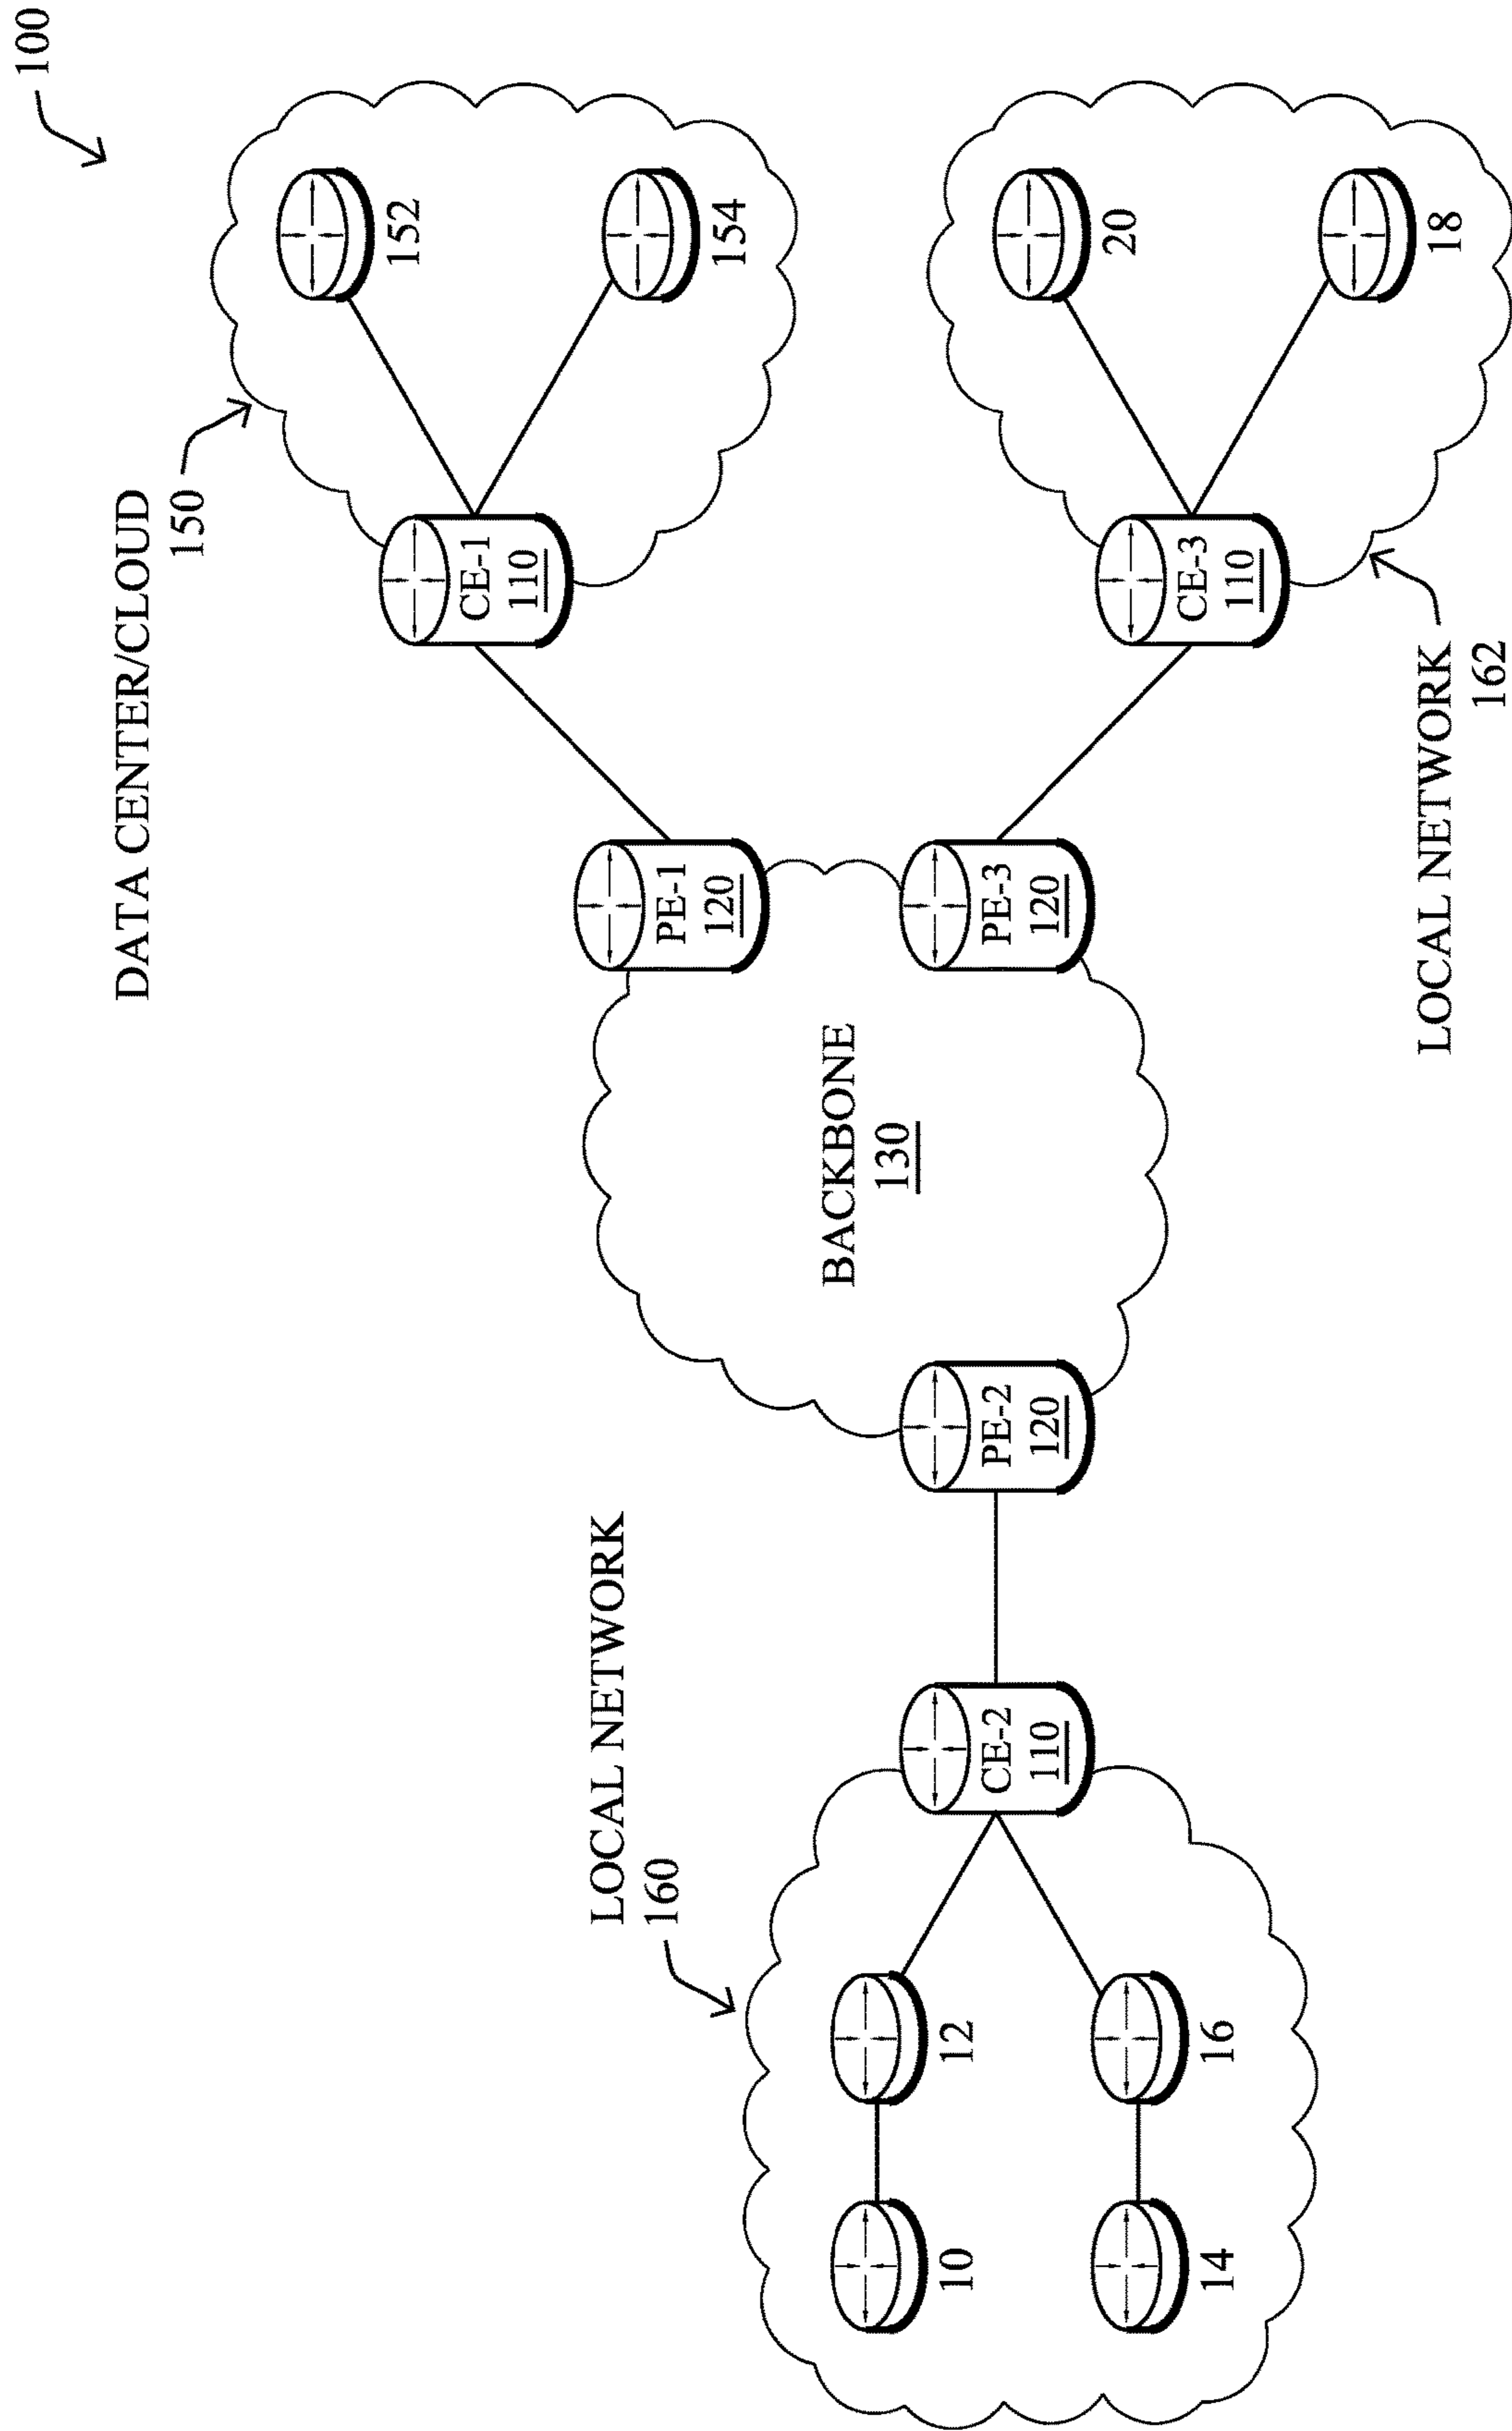 100
DATA CENTER/CLOUD
150
152
154
CE-1
110
PE-1
120
LOCAL NETWORK
160
BACKBONE
130
10
12
CE-2
110
PE-2
120
PE-3
120
CE-3
110
20
18
14
16
LOCAL NETWORK
162